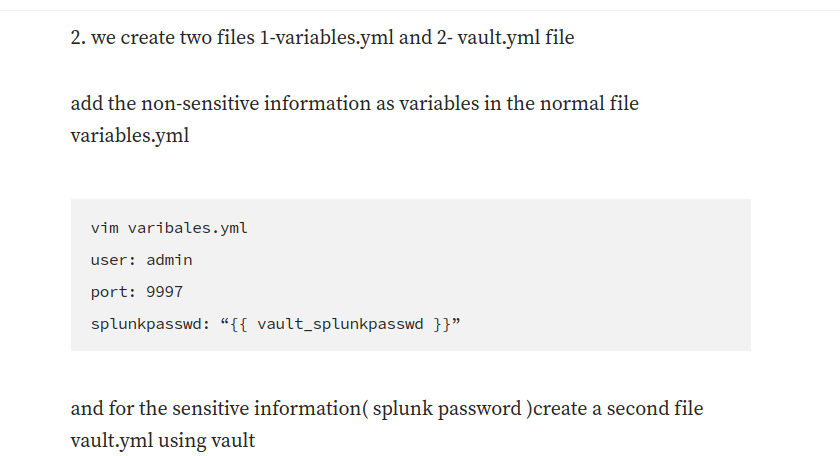 2. we create two files 1-variables.yml and 2- vault.yml file
add the non-sensitive information as variables in the normal file
variables.yml
vim varibales.yml
user: admin
port: 9997
splunkpasswd: “{{ vault_splunkpasswd }}”
and for the sensitive information( splunk password )create a second file
vault.yml using vault